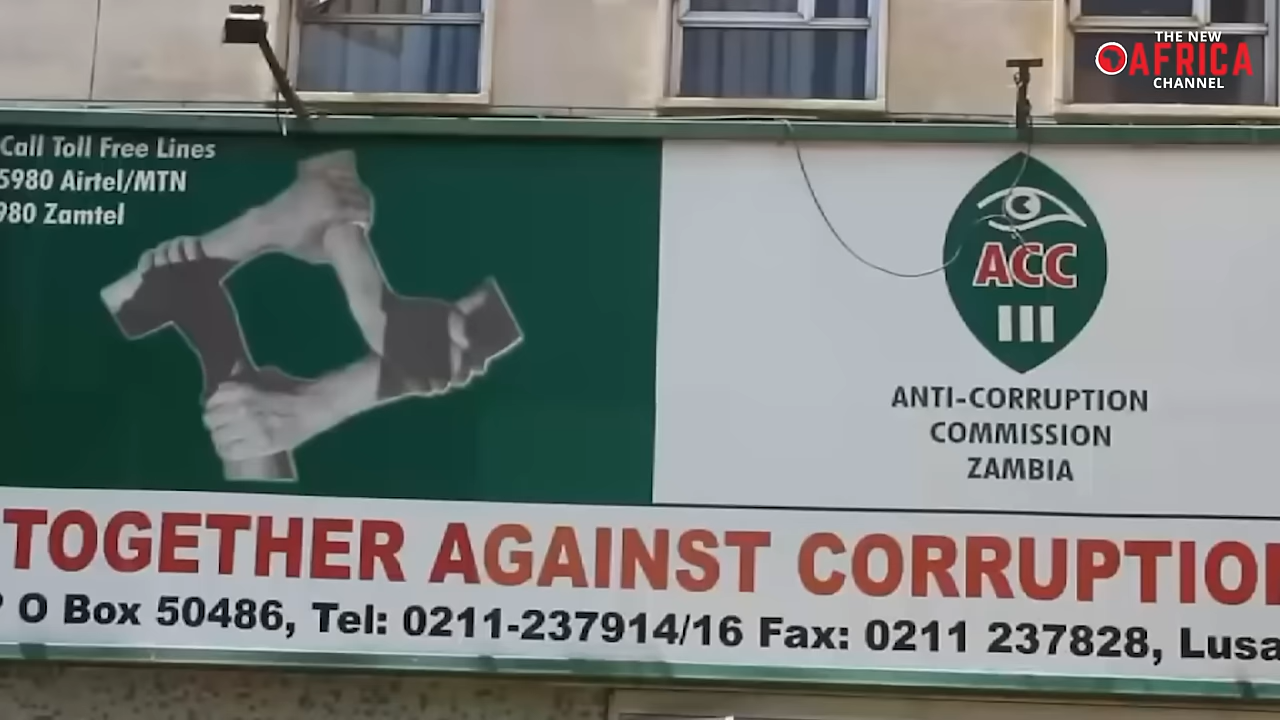 THE NEW
AFRICA
CHANNEL
Call Toll Free Lines
5980 Airtel/MTN
980 Zamtel
ACC
ANTI-CORRUPTION
COMMISSION
ZAMBIA
TOGETHER AGAINST CORRUPTIO
P O Box 50486, Tel: 0211-237914/16 Fax: 0211 237828, Lusa